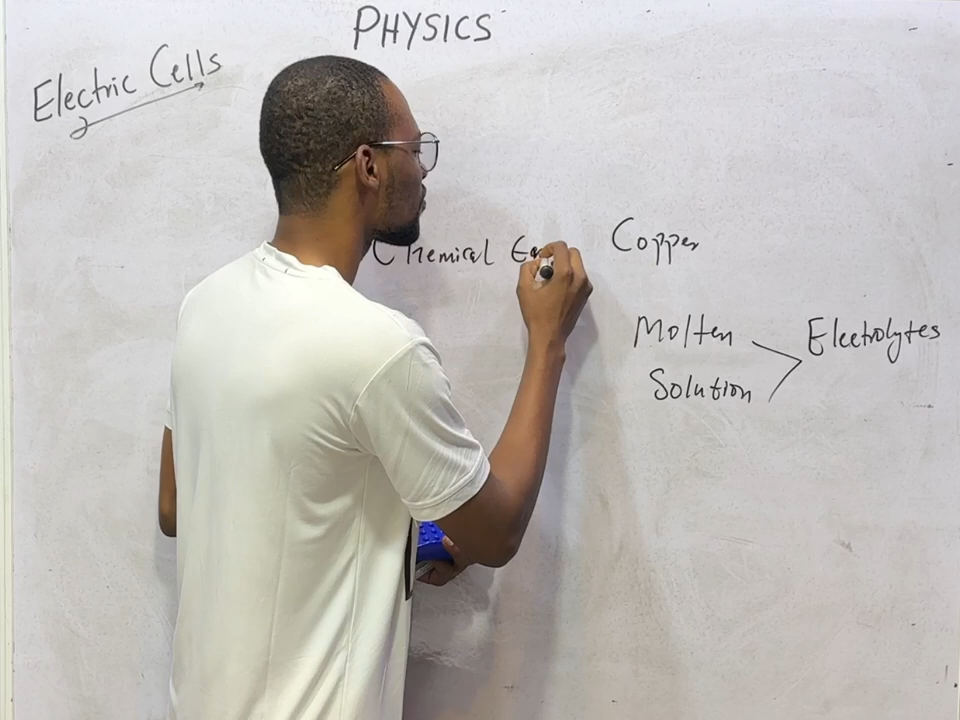 PHYSICS
Electric Cells
Chemical
Copper
Molten
Solution
Electrolytes